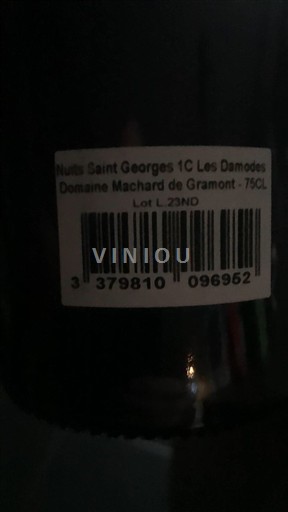 Nuits Saint Georges 1C Les Damodes
Domaine Machard de Gramont - 75CL
Lot L.23ND
VINIOU
3 379810 096952